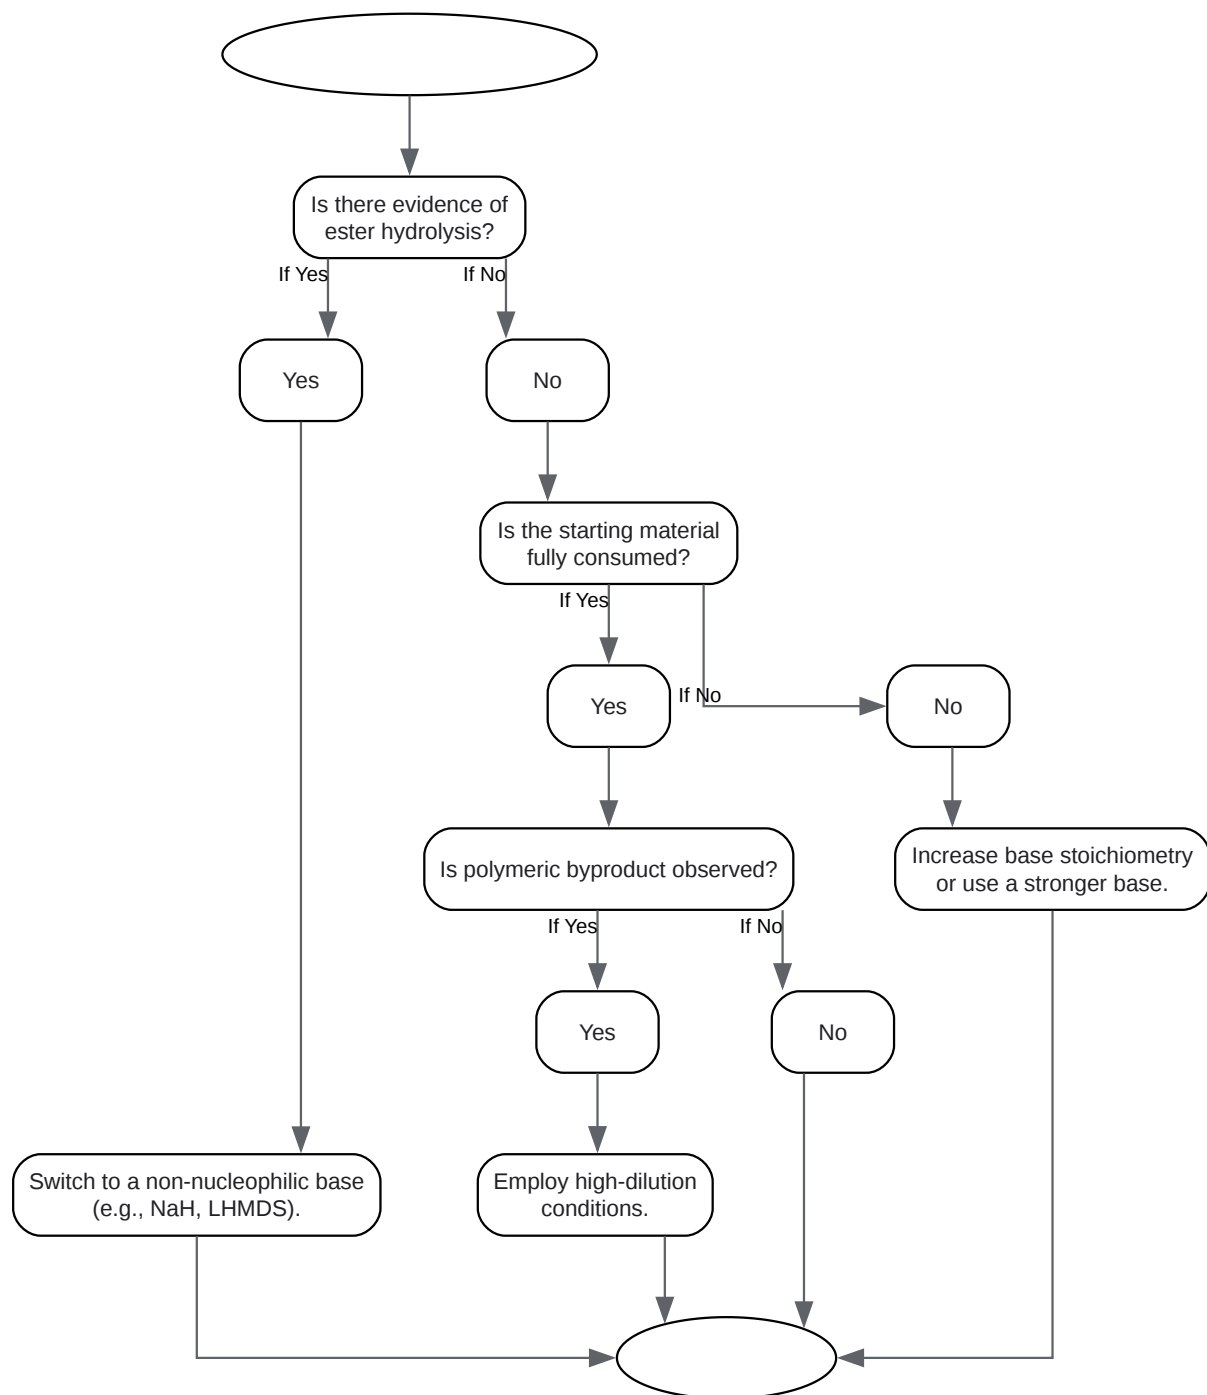 Is there evidence of
ester hydrolysis?
If Yes
If No
Yes
No
Is the starting material
fully consumed?
If Yes
If No
Yes
No
Is polymeric byproduct observed?
Increase base stoichiometry
or use a stronger base.
If Yes
If No
Yes
No
Switch to a non-nucleophilic base
(e.g., NaH, LHMDS).
Employ high-dilution
conditions.